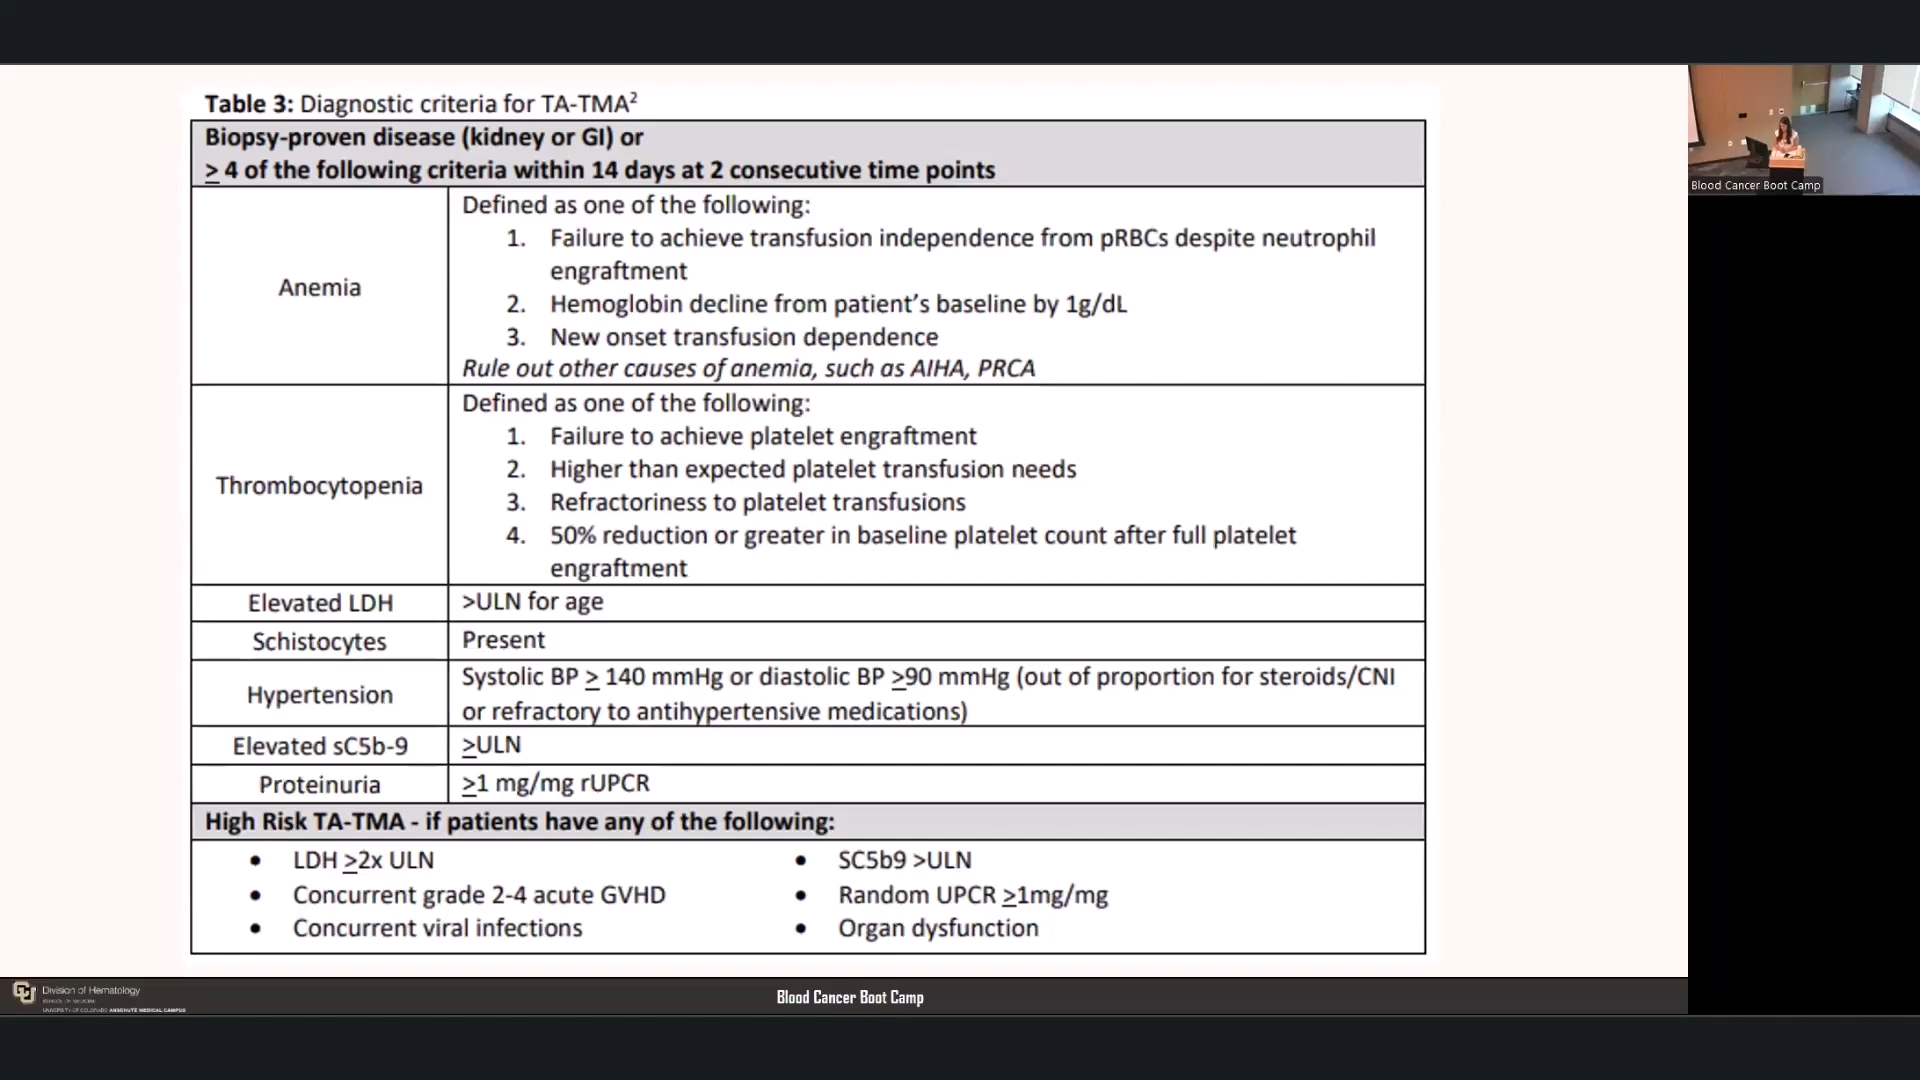 Table 3: Diagnostic criteria for TA-TMA²
Biopsy-proven disease (kidney or GI) or
≥ 4 of the following criteria within 14 days at 2 consecutive time points
Anemia
Defined as one of the following:
1. Failure to achieve transfusion independence from pRBCs despite neutrophil
engraftment
2. Hemoglobin decline from patient's baseline by 1g/dL
3. New onset transfusion dependence
Rule out other causes of anemia, such as AIHA, PRCA
Thrombocytopenia
Defined as one of the following:
1. Failure to achieve platelet engraftment
2. Higher than expected platelet transfusion needs
3. Refractoriness to platelet transfusions
4. 50% reduction or greater in baseline platelet count after full platelet
engraftment
Elevated LDH
>ULN for age
Schistocytes
Present
Hypertension
Systolic BP ≥ 140 mmHg or diastolic BP ≥90 mmHg (out of proportion for steroids/CNI
or refractory to antihypertensive medications)
Elevated sC5b-9
≥ULN
Proteinuria
≥1 mg/mg rUPCR
High Risk TA-TMA - if patients have any of the following:
• LDH ≥2x ULN
• Concurrent grade 2-4 acute GVHD
• Concurrent viral infections
• SC5b9 >ULN
• Random UPCR ≥1mg/mg
• Organ dysfunction
Division of Hematology
SCHOOL OF MEDICINE
UNIVERSITY OF COLORADO ANSCHUTZ MEDICAL CAMPUS
Blood Cancer Boot Camp
Blood Cancer Boot Camp